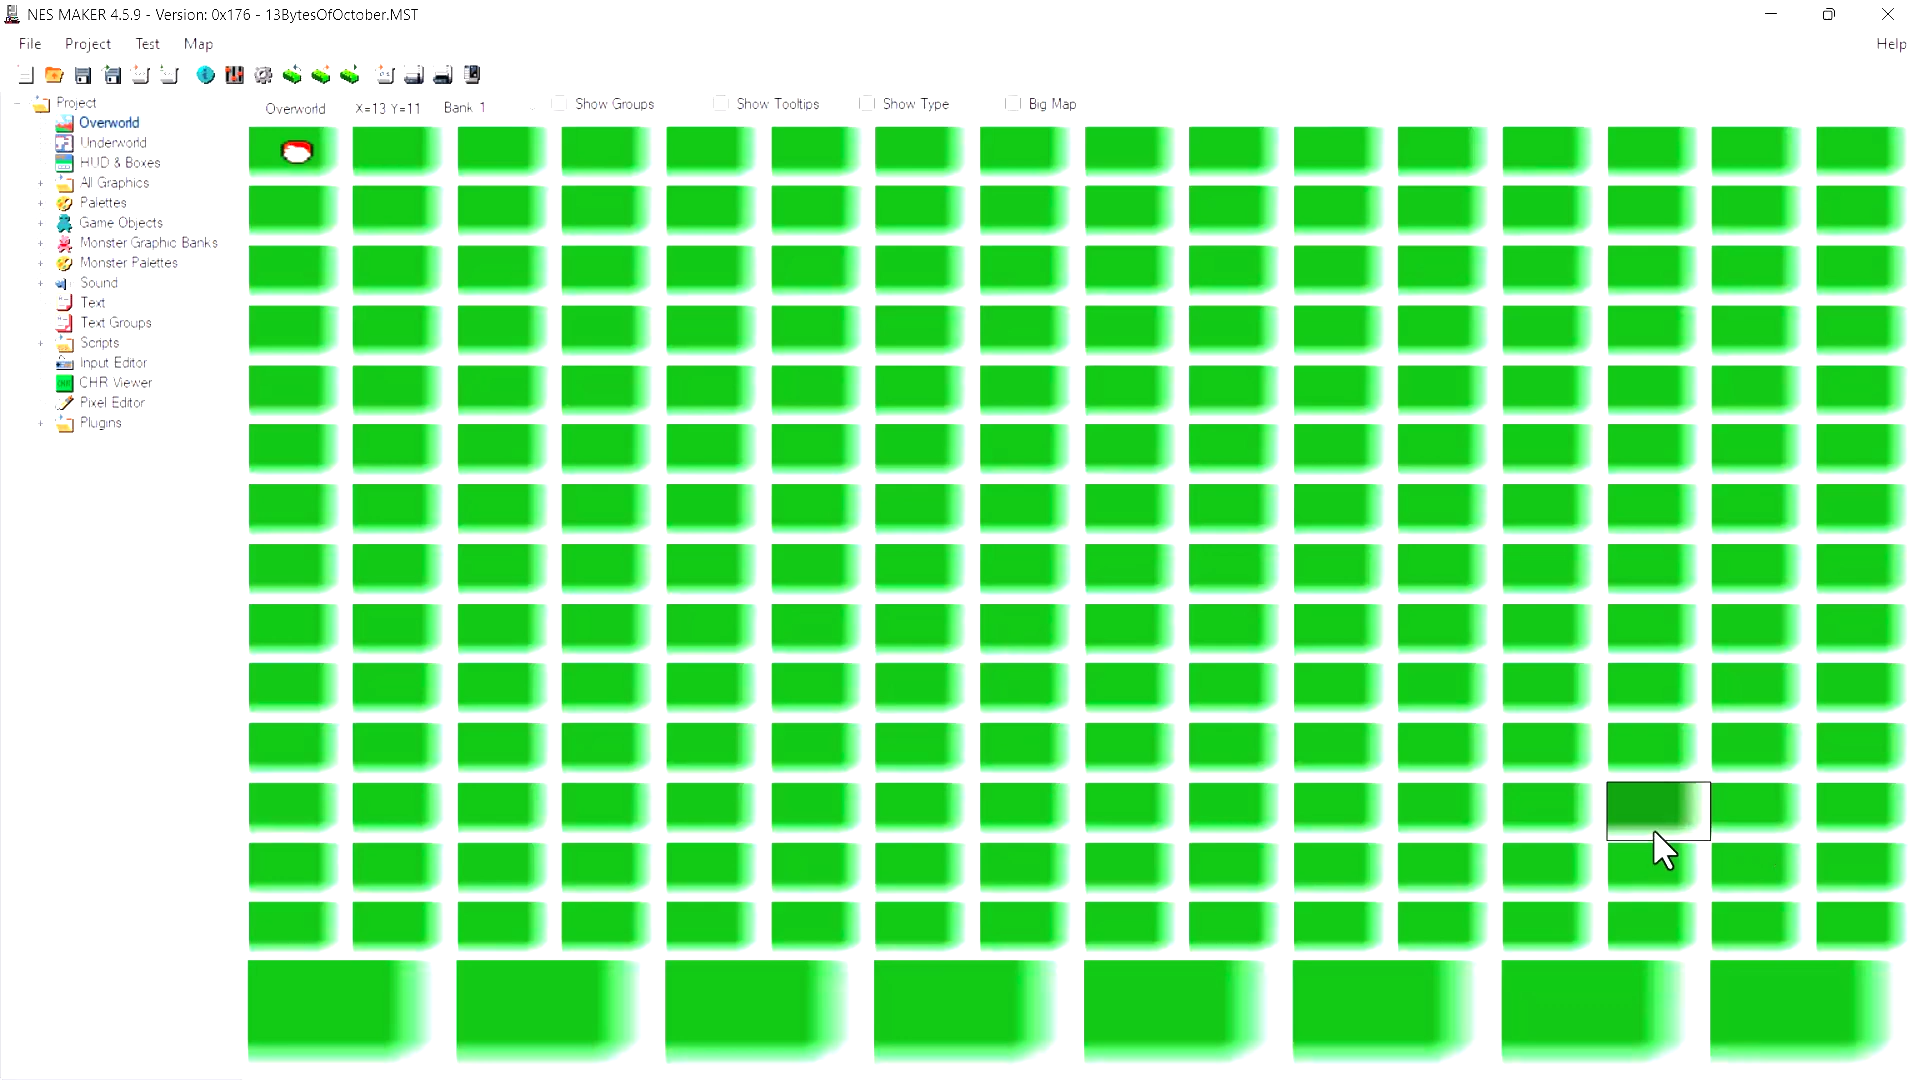 NES MAKER 4.5.9 - Version: 0x176 - 13BytesOfOctober.MST
File Project Test Map Help
Overworld X=13 Y=11 Bank 1 Show Groups Show Tooltips Show Type Big Map
Project
Overworld
Underworld
HUD & Boxes
All Graphics
Palettes
Game Objects
Monster Graphic Banks
Monster Palettes
Sound
Text
Text Groups
Scripts
Input Editor
CHR Viewer
Pixel Editor
Plugins